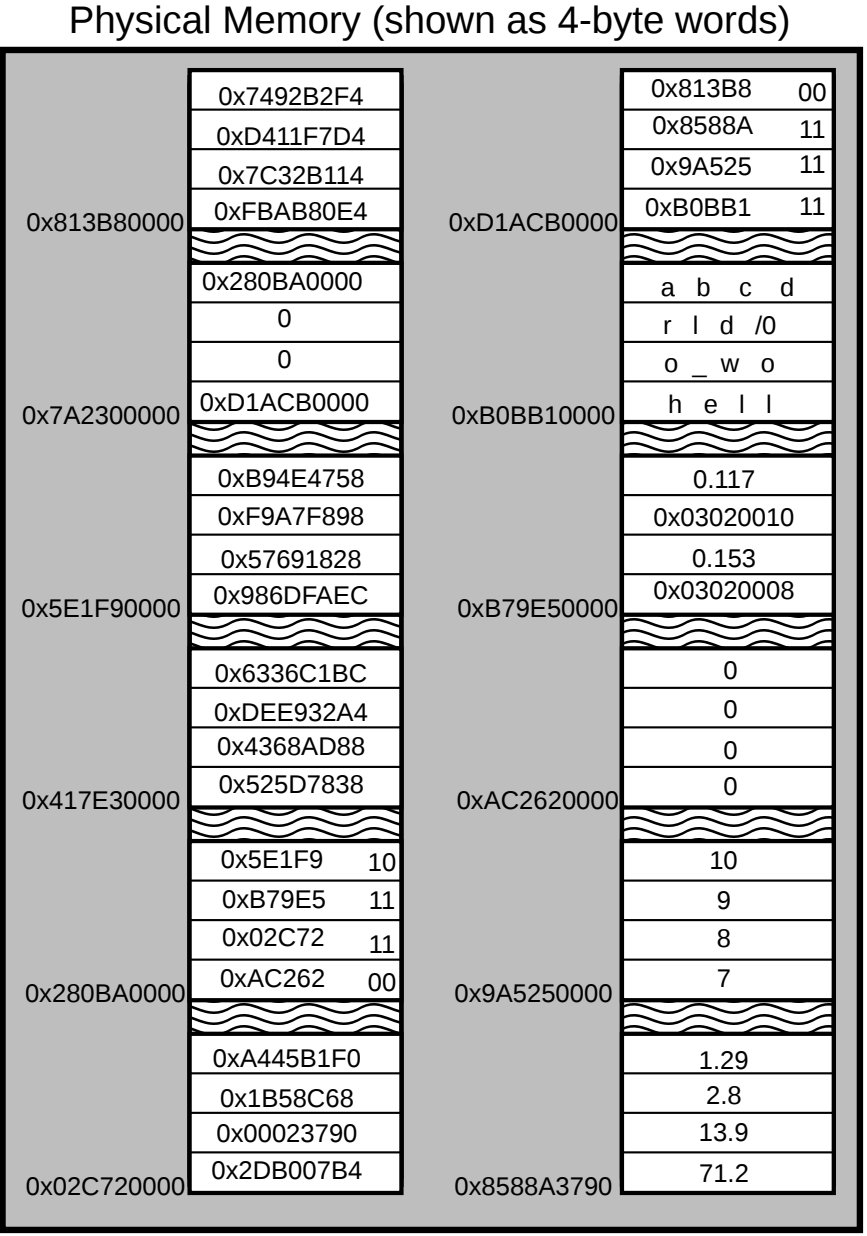 Physical Memory (shown as 4-byte words)
0x7492B2F4
0xD411F7D4
0x7C32B114
0x813B80000 0xFBAB80E4
0x280BA0000
0
0
0x7A2300000 0xD1ACB0000
0xB94E4758
0xF9A7F898
0x57691828
0x5E1F90000 0x986DFAEC
0x6336C1BC
0xDEE932A4
0x4368AD88
0x417E30000 0x525D7838
0x5E1F9 10
0xB79E5 11
0x02C72 11
0x280BA0000 0xAC262 00
0xA445B1F0
0x1B58C68
0x00023790
0x02C720000 0x2DB007B4
0x813B8 00
0x8588A 11
0x9A525 11
0xD1ACB0000 0xB0BB1 11
a b c d
r l d /0
o _ w o
0xB0BB10000 h e l l
0.117
0x03020010
0.153
0xB79E50000 0x03020008
0
0
0
0xAC2620000 0
10
9
8
0x9A5250000 7
1.29
2.8
13.9
0x8588A3790 71.2